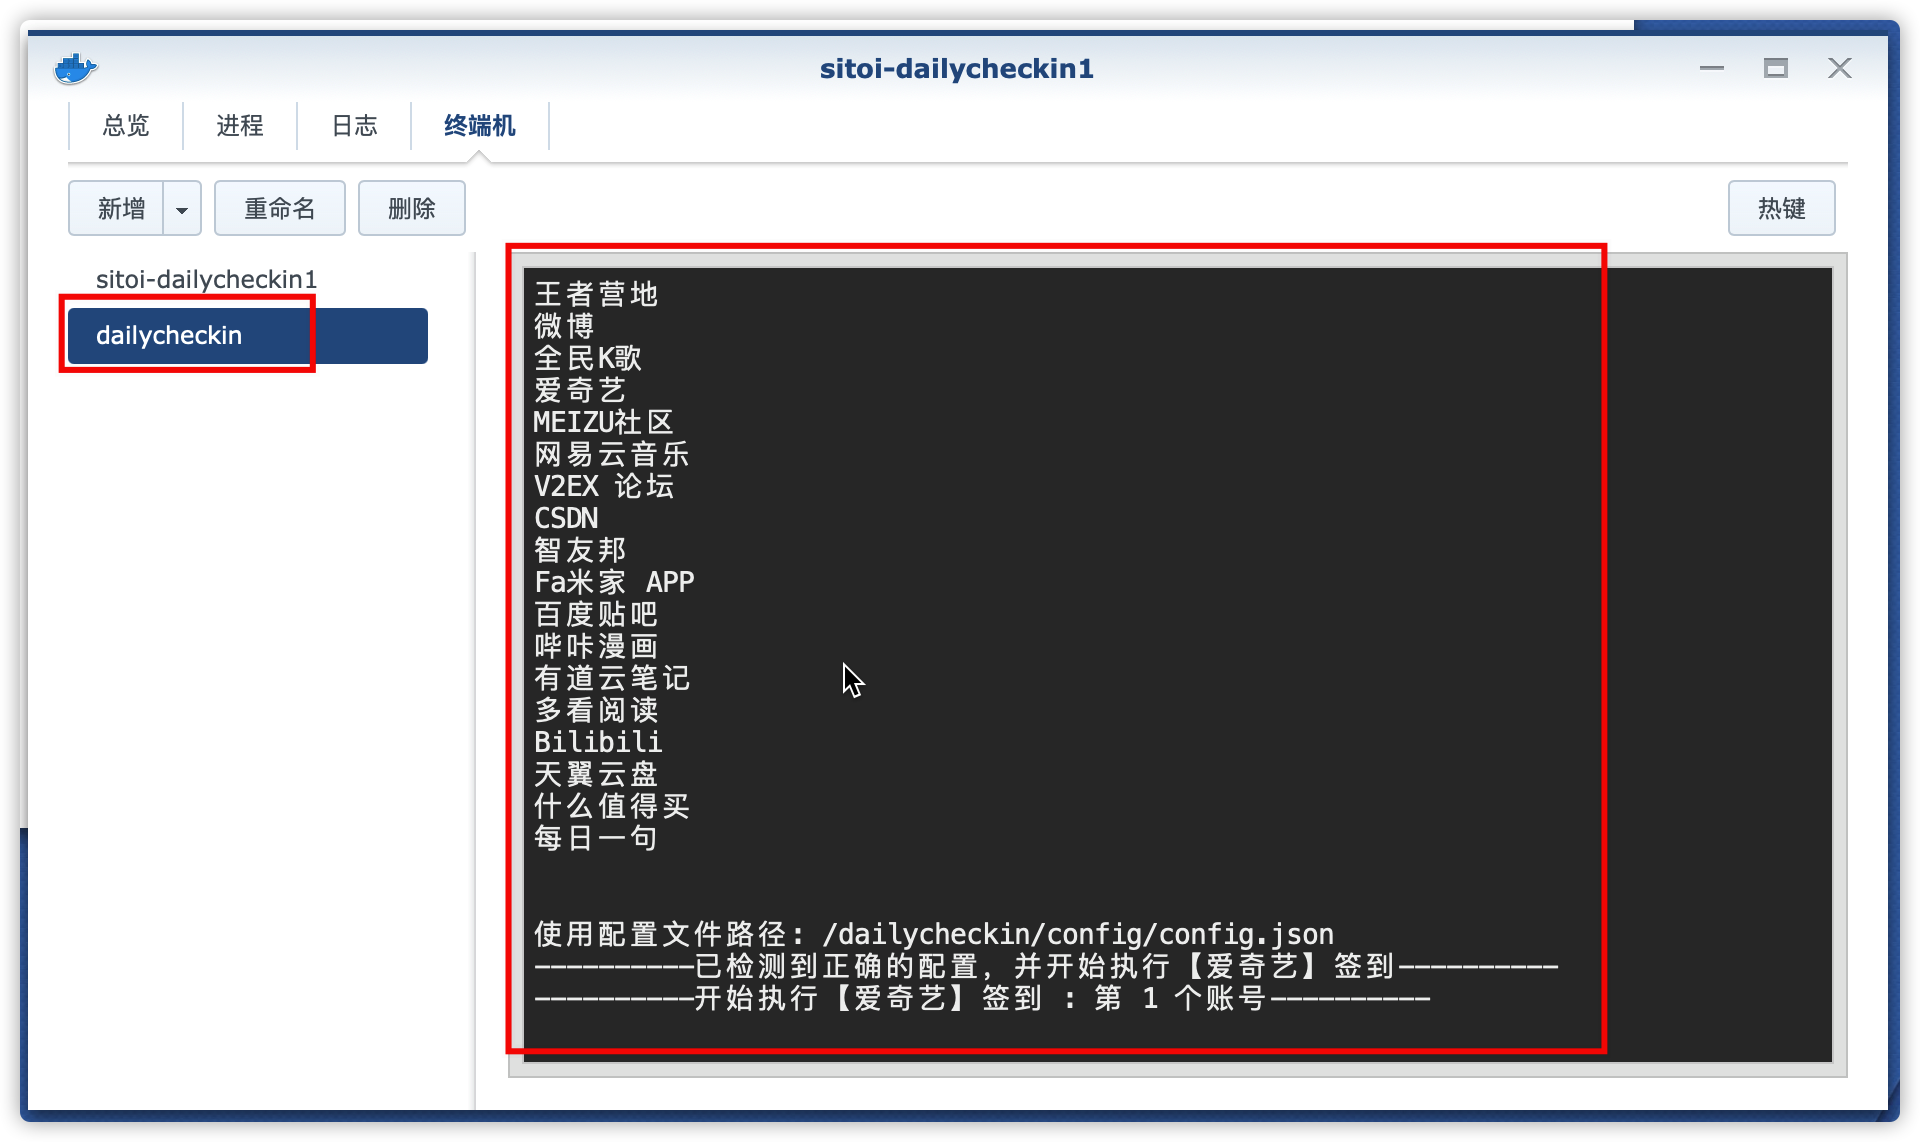 sitoi-dailycheckin1
总览 进程 日志 终端机
新增 重命名 删除 热键
sitoi-dailycheckin1
dailycheckin
王者营地
微博
全民K歌
爱奇艺
MEIZU社区
网易云音乐
V2EX 论坛
CSDN
智友邦
Fa米家 APP
百度贴吧
哔咔漫画
有道云笔记
多看阅读
Bilibili
天翼云盘
什么值得买
每日一句
使用配置文件路径: /dailycheckin/config/config.json
----------已检测到正确的配置, 并开始执行【爱奇艺】签到----------
----------开始执行【爱奇艺】签到 : 第 1 个账号----------